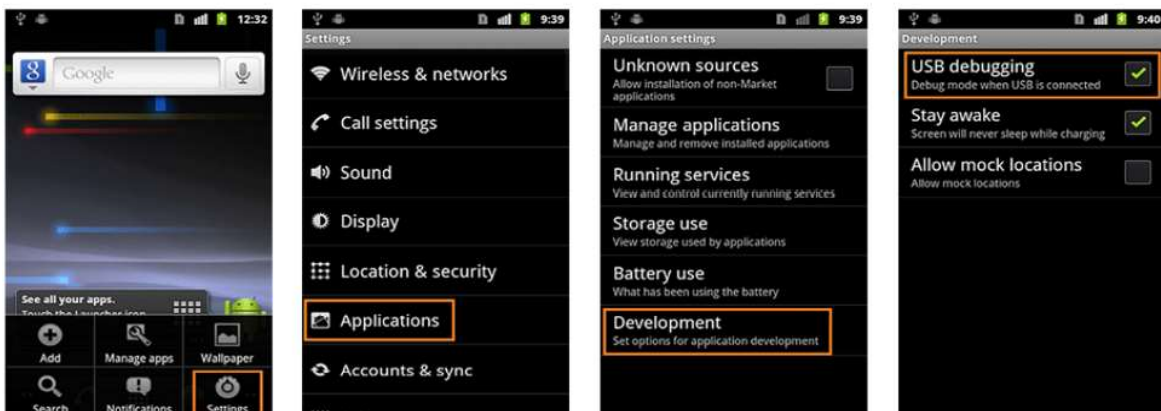 12:32
8 Google
See all your apps.
Touch the Launcher icon
Add Manage apps Wallpaper
Search Notifications Settings
9:39
Settings
Wireless & networks
Call settings
Sound
Display
Location & security
Applications
Accounts & sync
9:39
Application settings
Unknown sources
Allow installation of non-Market
applications
Manage applications
Manage and remove installed applications
Running services
View and control currently running services
Storage use
View storage used by applications
Battery use
What has been using the battery
Development
Set options for application development
9:40
Development
USB debugging
Debug mode when USB is connected
Stay awake
Screen will never sleep while charging
Allow mock locations
Allow mock locations